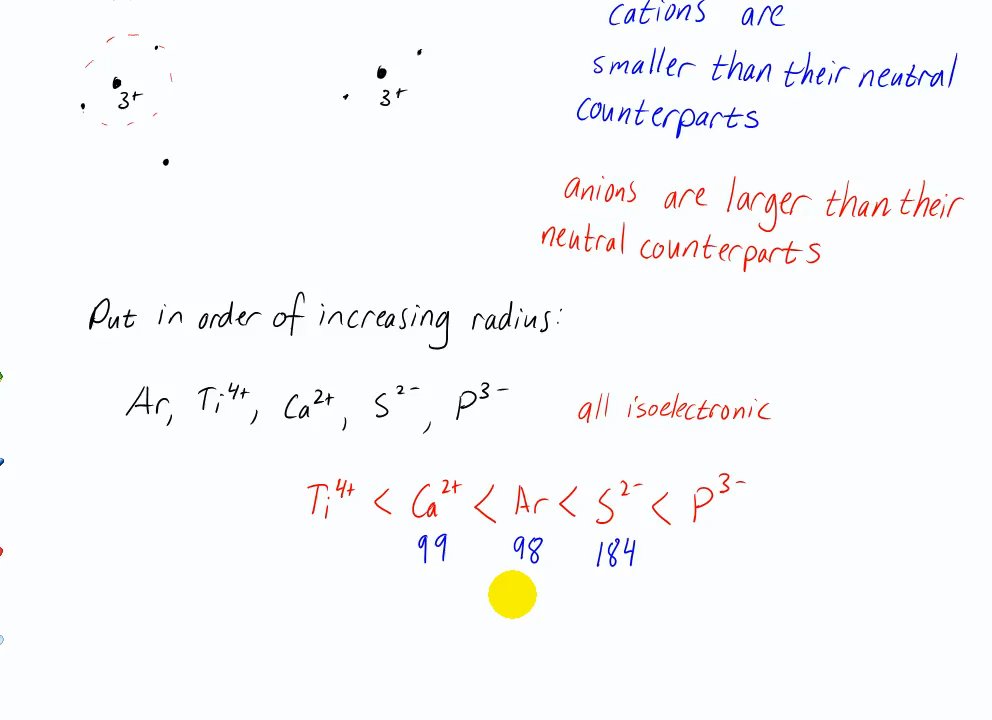 cations are
smaller than their neutral
counterparts
3+
3+
anions are larger than their
neutral counterparts
Put in order of increasing radius:
Ar, Ti⁴⁺, Ca²⁺, S²⁻, P³⁻ all isoelectronic
Ti⁴⁺ < Ca²⁺ < Ar < S²⁻ < P³⁻
99 98 184